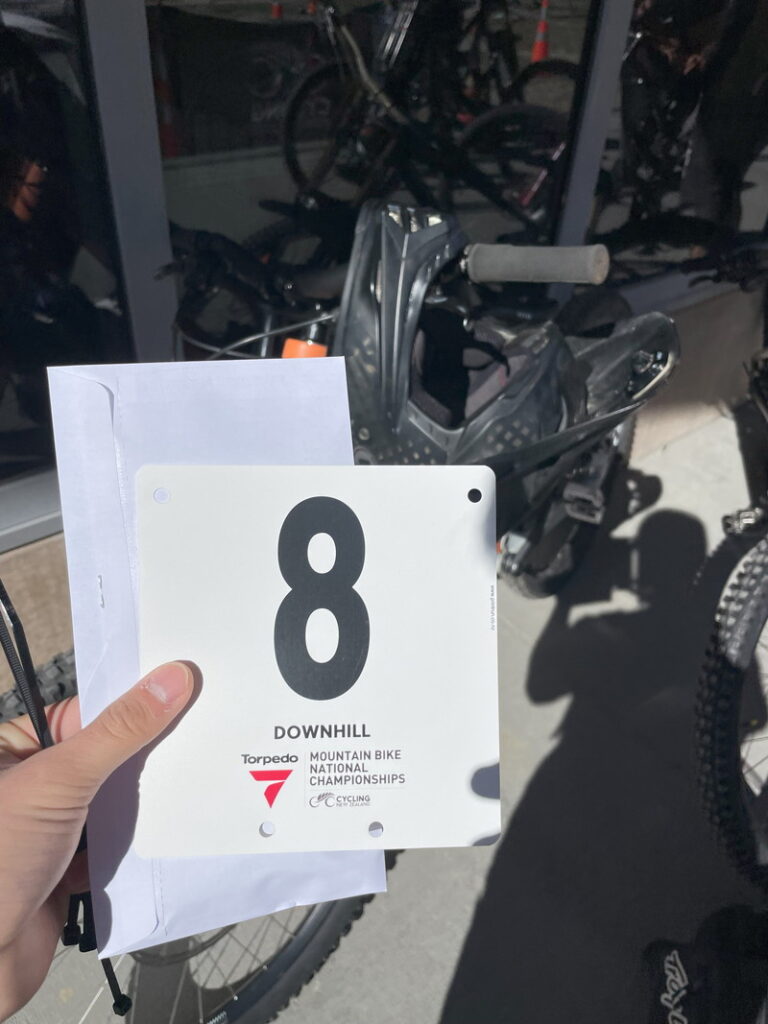 8
DOWNHILL
Torpedo
MOUNTAIN BIKE
NATIONAL
CHAMPIONSHIPS
CYCLING
NEW ZEALAND